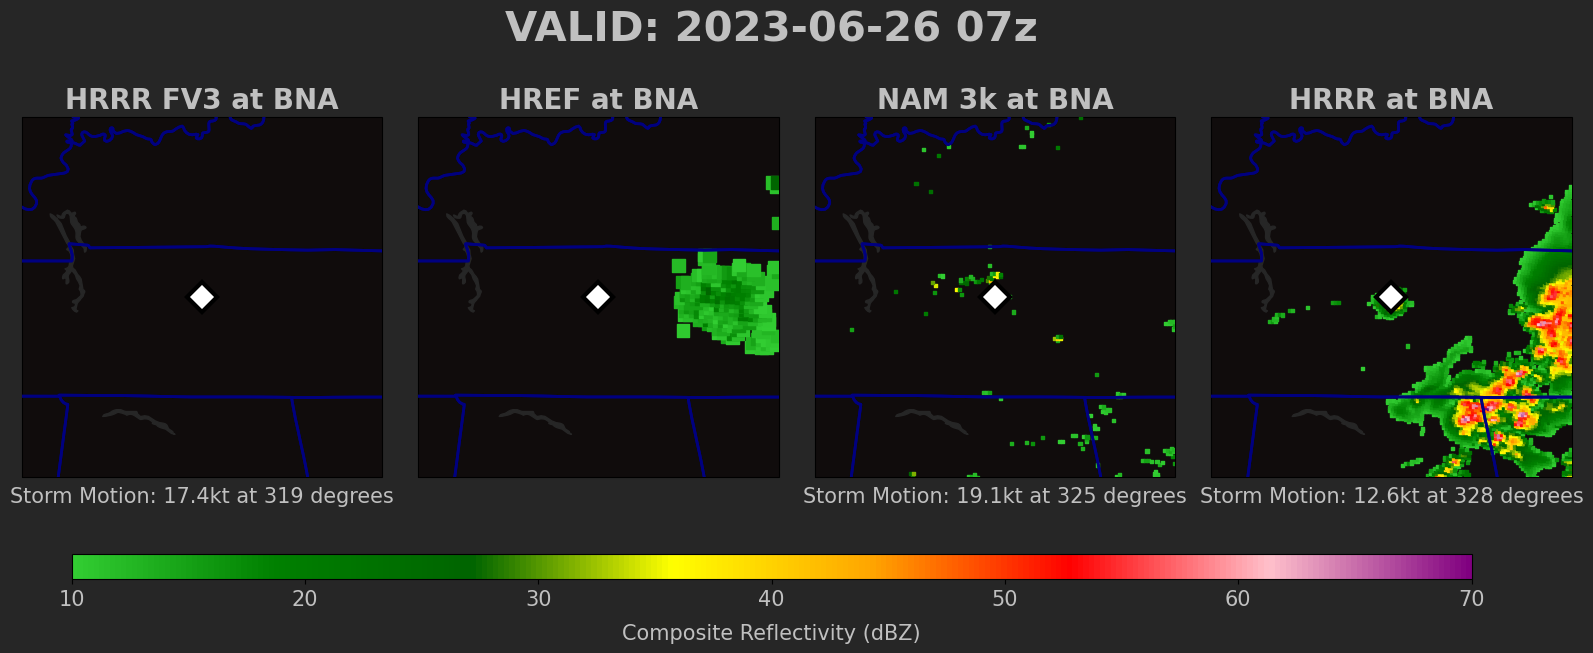 VALID: 2023-06-26 07z
HRRR FV3 at BNA
HREF at BNA
NAM 3k at BNA
HRRR at BNA
Storm Motion: 17.4kt at 319 degrees
Storm Motion: 19.1kt at 325 degrees
Storm Motion: 12.6kt at 328 degrees
10 20 30 40 50 60 70
Composite Reflectivity (dBZ)